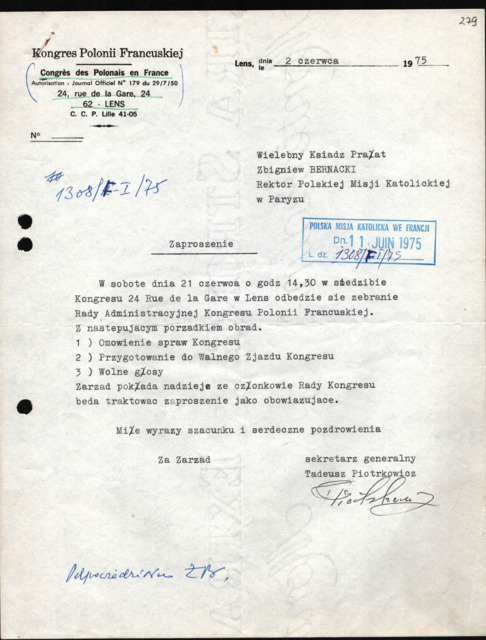 279
Kongres Polonii Francuskiej
Congrès des Polonais en France
Autorisation : Journal Officiel N° 179 du 29/7/50
24, rue de la Gare, 24
62 - LENS
C. C. P. Lille 41-05
N°
Lens, dnia le 2 czerwca 1975
1308/F-I/75
Wielebny Ksiadz Prałat
Zbigniew BERNACKI
Rektor Polskiej Misji Katolickiej
w Paryzu
POLSKA MISJA KATOLICKA WE FRANCJI
Dn. 11. JUIN 1975
L. dz. 1308/F I/75
Zaproszenie
W sobote dnia 21 czerwca o godz 14,30 w siedzibie
Kongresu 24 Rue de la Gare w Lens odbedzie sie zebranie
Rady Administracyjnej Kongresu Polonii Francuskiej.
Z nastepujacym porzadkiem obrad.
1 ) Omowienie spraw Kongresu
2 ) Przygotowanie do Walnego Zjazdu Kongresu
3 ) Wolne głosy
Zarzad pokłada nadzieje ze członkowie Rady Kongresu
beda traktowac zaproszenie jako obowiazujace.
Miłe wyrazy szacunku i serdeczne pozdrowienia
Za Zarzad
sekretarz generalny
Tadeusz Piotrkowicz
ZB.